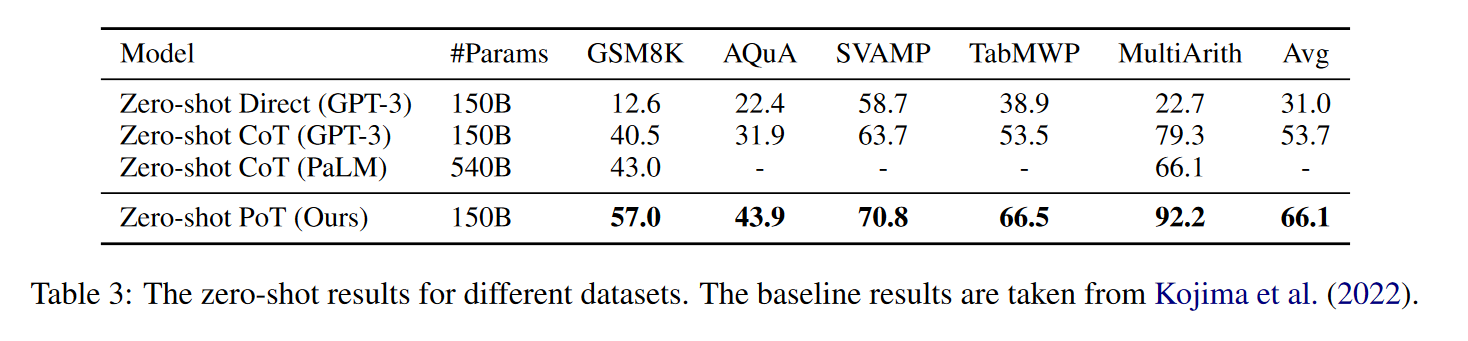 Model #Params GSM8K AQuA SVAMP TabMWP MultiArith Avg
Zero-shot Direct (GPT-3) 150B 12.6 22.4 58.7 38.9 22.7 31.0
Zero-shot CoT (GPT-3) 150B 40.5 31.9 63.7 53.5 79.3 53.7
Zero-shot CoT (PaLM) 540B 43.0 - - - 66.1 -
Zero-shot PoT (Ours) 150B 57.0 43.9 70.8 66.5 92.2 66.1
Table 3: The zero-shot results for different datasets. The baseline results are taken from Kojima et al. (2022).